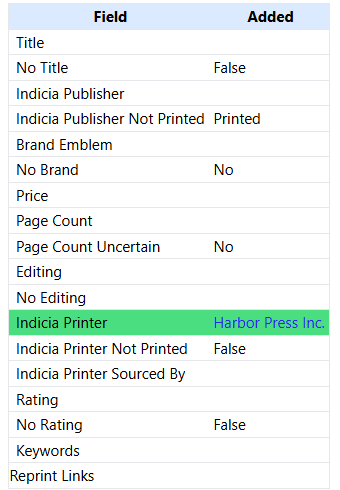 Field Added
Title
No Title False
Indicia Publisher
Indicia Publisher Not Printed Printed
Brand Emblem
No Brand No
Price
Page Count
Page Count Uncertain No
Editing
No Editing
Indicia Printer Harbor Press Inc.
Indicia Printer Not Printed False
Indicia Printer Sourced By
Rating
No Rating False
Keywords
Reprint Links